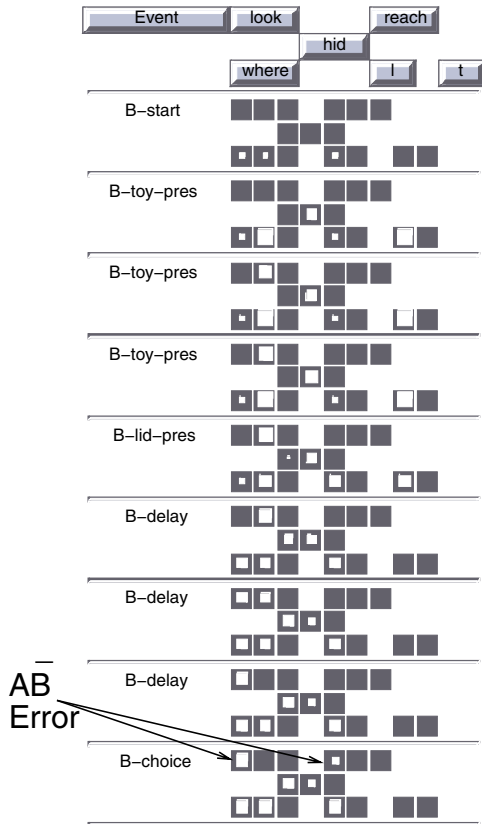 Event look reach
hid
where l t
B−start
B−toy−pres
B−toy−pres
B−toy−pres
B−lid−pres
B−delay
B−delay
B−delay
AB̅
Error
B−choice